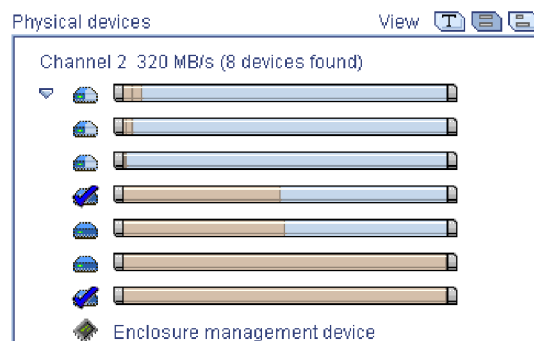 Physical devices View T
Channel 2 320 MB/s (8 devices found)
Enclosure management device